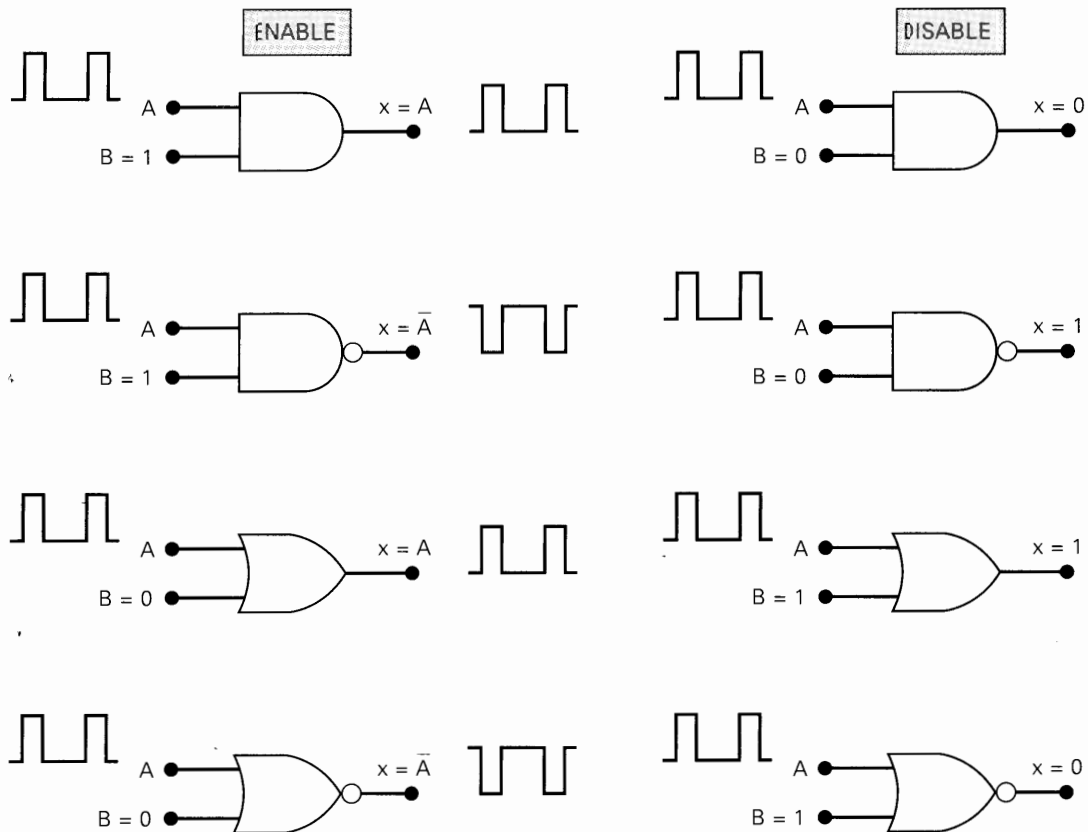 ENABLE
DISABLE
A
x = A
B = 1
A
x = 0
B = 0
A
x = A̅
B = 1
A
x = 1
B = 0
A
x = A
B = 0
A
x = 1
B = 1
A
x = A̅
B = 0
A
x = 0
B = 1